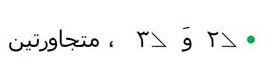 • ∠٢ وَ ∠٣ ، متجاورتين